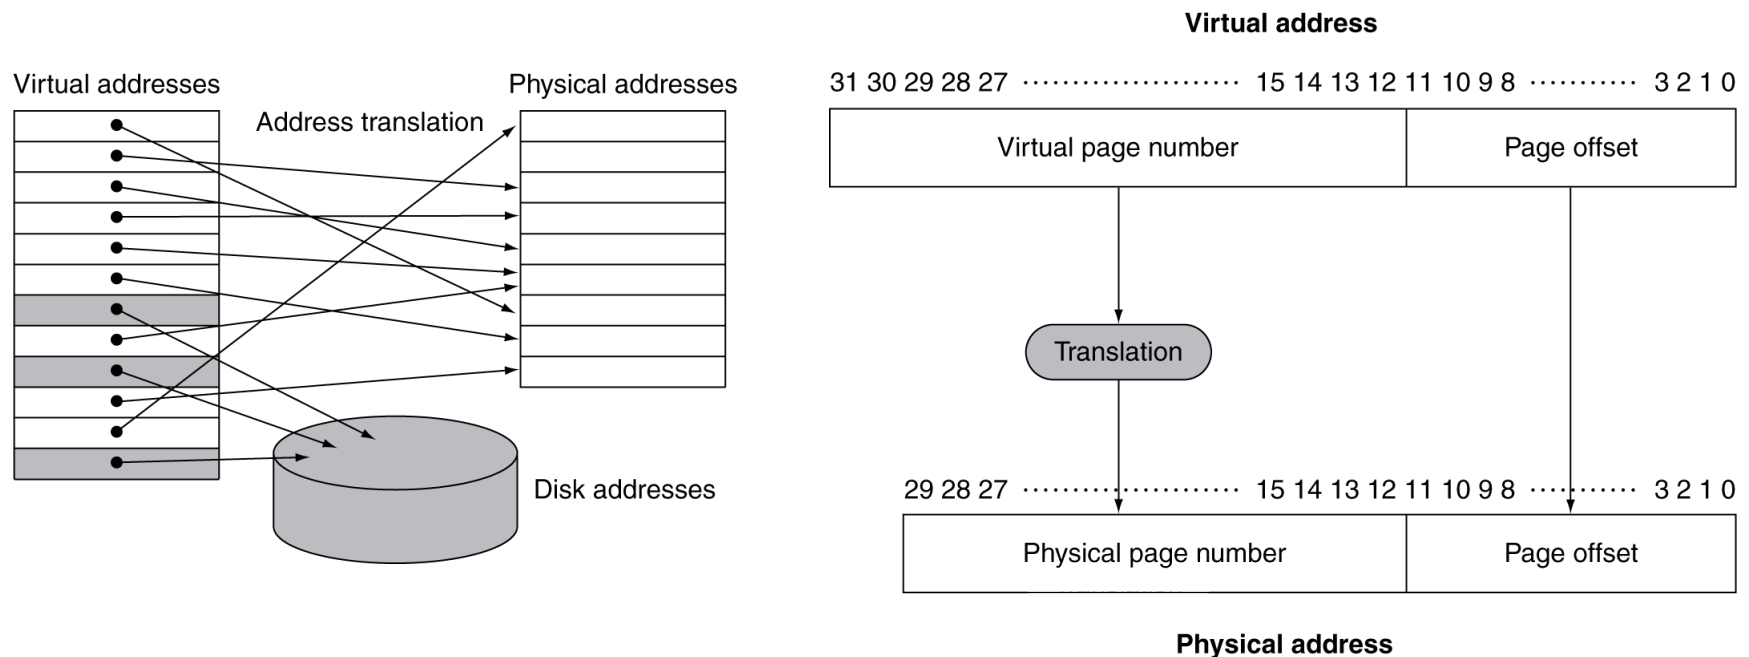 Virtual addresses
Address translation
Physical addresses
Disk addresses
Virtual address
31 30 29 28 27 ························ 15 14 13 12 11 10 9 8 ··········· 3 2 1 0
Virtual page number
Page offset
Translation
29 28 27 ························ 15 14 13 12 11 10 9 8 ··········· 3 2 1 0
Physical page number
Page offset
Physical address